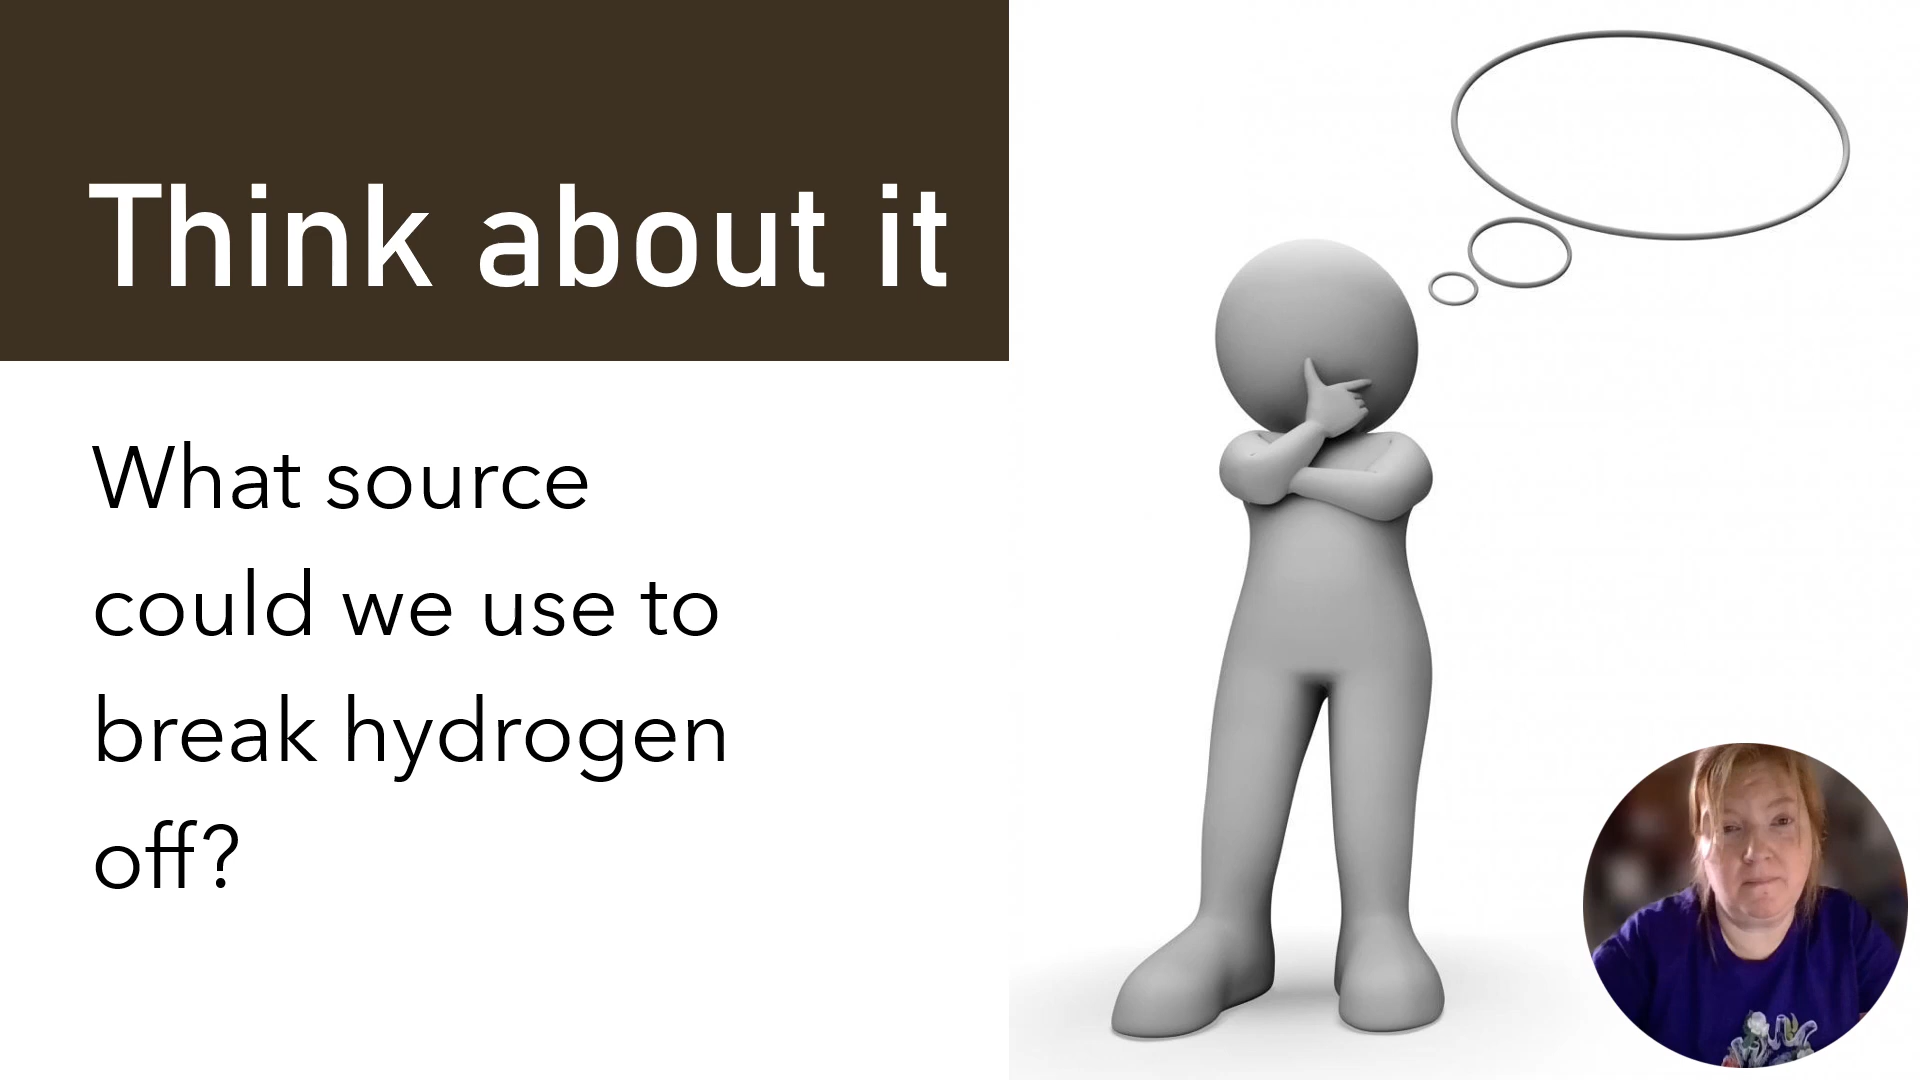 Think about it
What source
could we use to
break hydrogen
off?